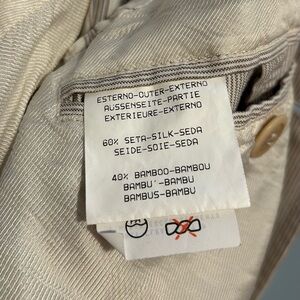 ESTERNO-OUTER-EXTERNO
AUSSENSEITE-PARTIE
EXTERIEURE-EXTERNO
60% SETA-SILK-SEDA
SEIDE-SOIE-SEDA
40% BAMBOO-BAMBOU
BAMBU'-BAMBU
BAMBUS-BAMBU